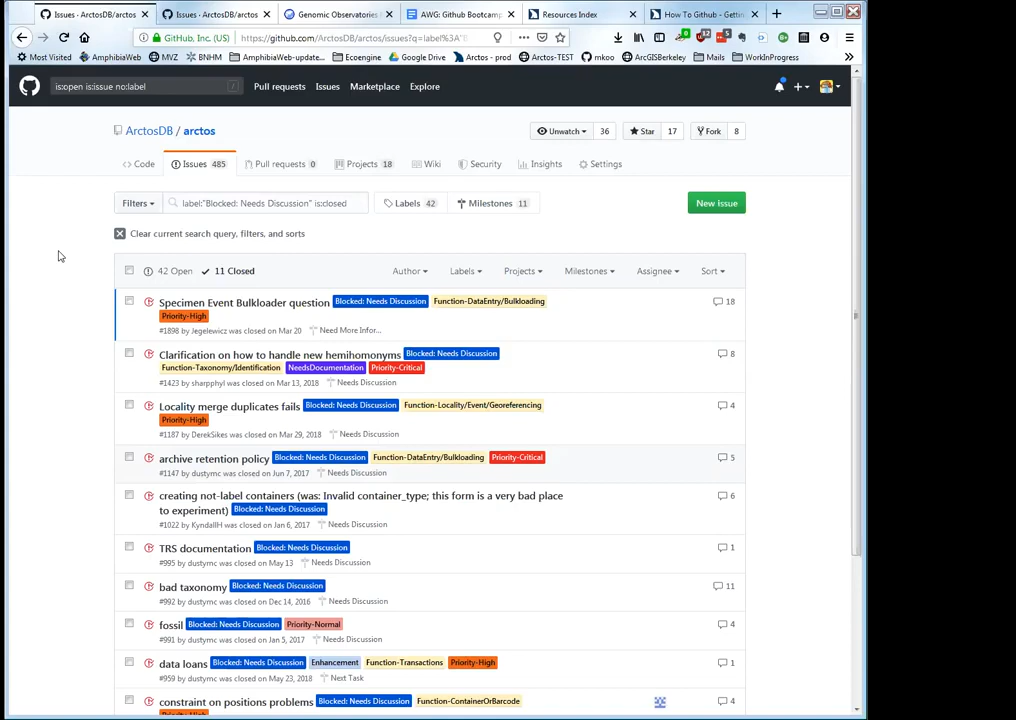 Issues · ArctosDB/arctos
Issues · ArctosDB/arctos
Genomic Observatories
AWG: Github Bootcamp
Resources Index
How To Github - Gettin
GitHub, Inc. (US)
https://github.com/ArctosDB/arctos/issues?q=label%3A"B
Most Visited
AmphibiaWeb
MVZ
BNHM
AmphibiaWeb-update...
Ecoengine
Google Drive
Arctos - prod
Arctos-TEST
mkoo
ArcGISBerkeley
Mails
WorkInProgress
is:open is:issue no:label
/
Pull requests
Issues
Marketplace
Explore
ArctosDB / arctos
Unwatch 36
Star 17
Fork 8
Code
Issues 485
Pull requests 0
Projects 18
Wiki
Security
Insights
Settings
Filters
label:"Blocked: Needs Discussion" is:closed
Labels 42
Milestones 11
New issue
Clear current search query, filters, and sorts
42 Open
11 Closed
Author
Labels
Projects
Milestones
Assignee
Sort
Specimen Event Bulkloader question Blocked: Needs Discussion Function-DataEntry/Bulkloading 18
Priority-High
#1898 by Jegelewicz was closed on Mar 20 Need More Infor...
Clarification on how to handle new hemihomonyms Blocked: Needs Discussion 8
Function-Taxonomy/Identification NeedsDocumentation Priority-Critical
#1423 by sharpphyl was closed on Mar 13, 2018 Needs Discussion
Locality merge duplicates fails Blocked: Needs Discussion Function-Locality/Event/Georeferencing 4
Priority-High
#1187 by DerekSikes was closed on Mar 29, 2018 Needs Discussion
archive retention policy Blocked: Needs Discussion Function-DataEntry/Bulkloading Priority-Critical 5
#1147 by dustymc was closed on Jun 7, 2017 Needs Discussion
creating not-label containers (was: Invalid container_type; this form is a very bad place 6
to experiment) Blocked: Needs Discussion
#1022 by KyndallH was closed on Jan 6, 2017 Needs Discussion
TRS documentation Blocked: Needs Discussion 1
#995 by dustymc was closed on May 13 Needs Discussion
bad taxonomy Blocked: Needs Discussion 11
#992 by dustymc was closed on Dec 14, 2016 Needs Discussion
fossil Blocked: Needs Discussion Priority-Normal 4
#991 by dustymc was closed on Jan 5, 2017 Needs Discussion
data loans Blocked: Needs Discussion Enhancement Function-Transactions Priority-High 1
#959 by dustymc was closed on May 23, 2018 Next Task
constraint on positions problems Blocked: Needs Discussion Function-ContainerOrBarcode 4
Priority-High